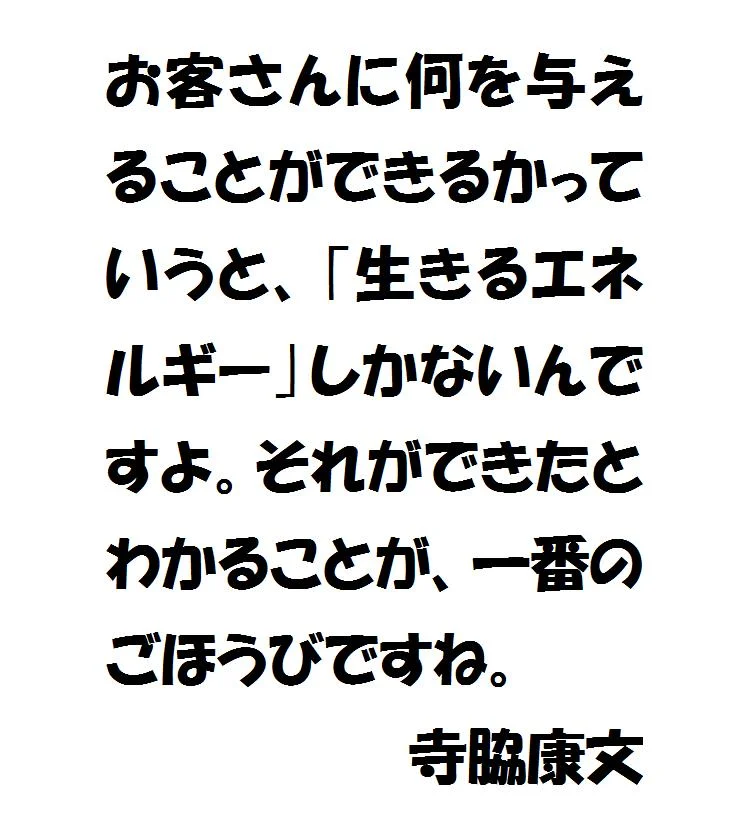 お客さんに何を与え
ることができるかって
いうと、「生きるエネ
ルギー」しかないんで
すよ。それができたと
わかることが、一番の
ごほうびですね。
寺脇康文